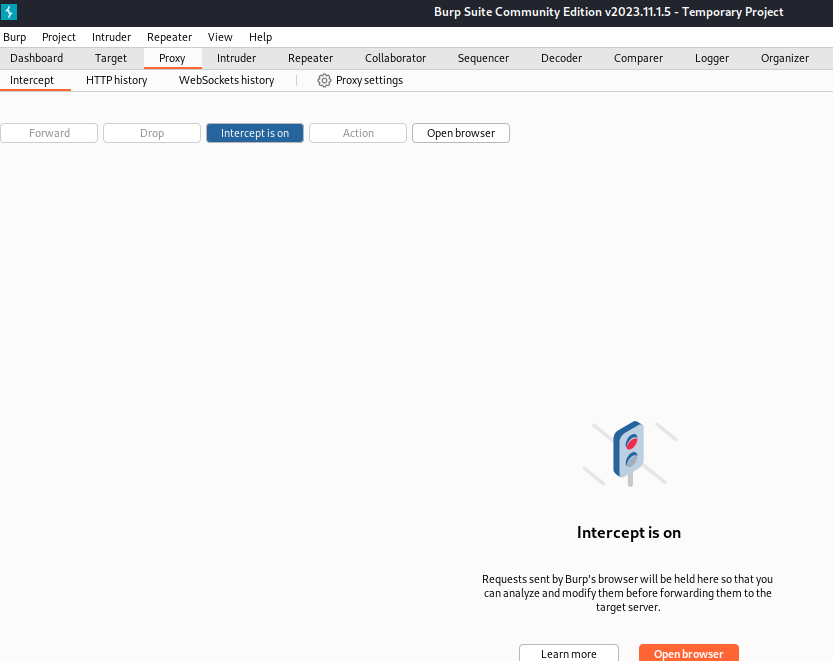 Burp Suite Community Edition v2023.11.1.5 - Temporary Project
Burp Project Intruder Repeater View Help
Dashboard Target Proxy Intruder Repeater Collaborator Sequencer Decoder Comparer Logger Organizer
Intercept HTTP history WebSockets history Proxy settings
Forward Drop Intercept is on Action Open browser
Intercept is on
Requests sent by Burp's browser will be held here so that you
can analyze and modify them before forwarding them to the
target server.
Learn more Open browser